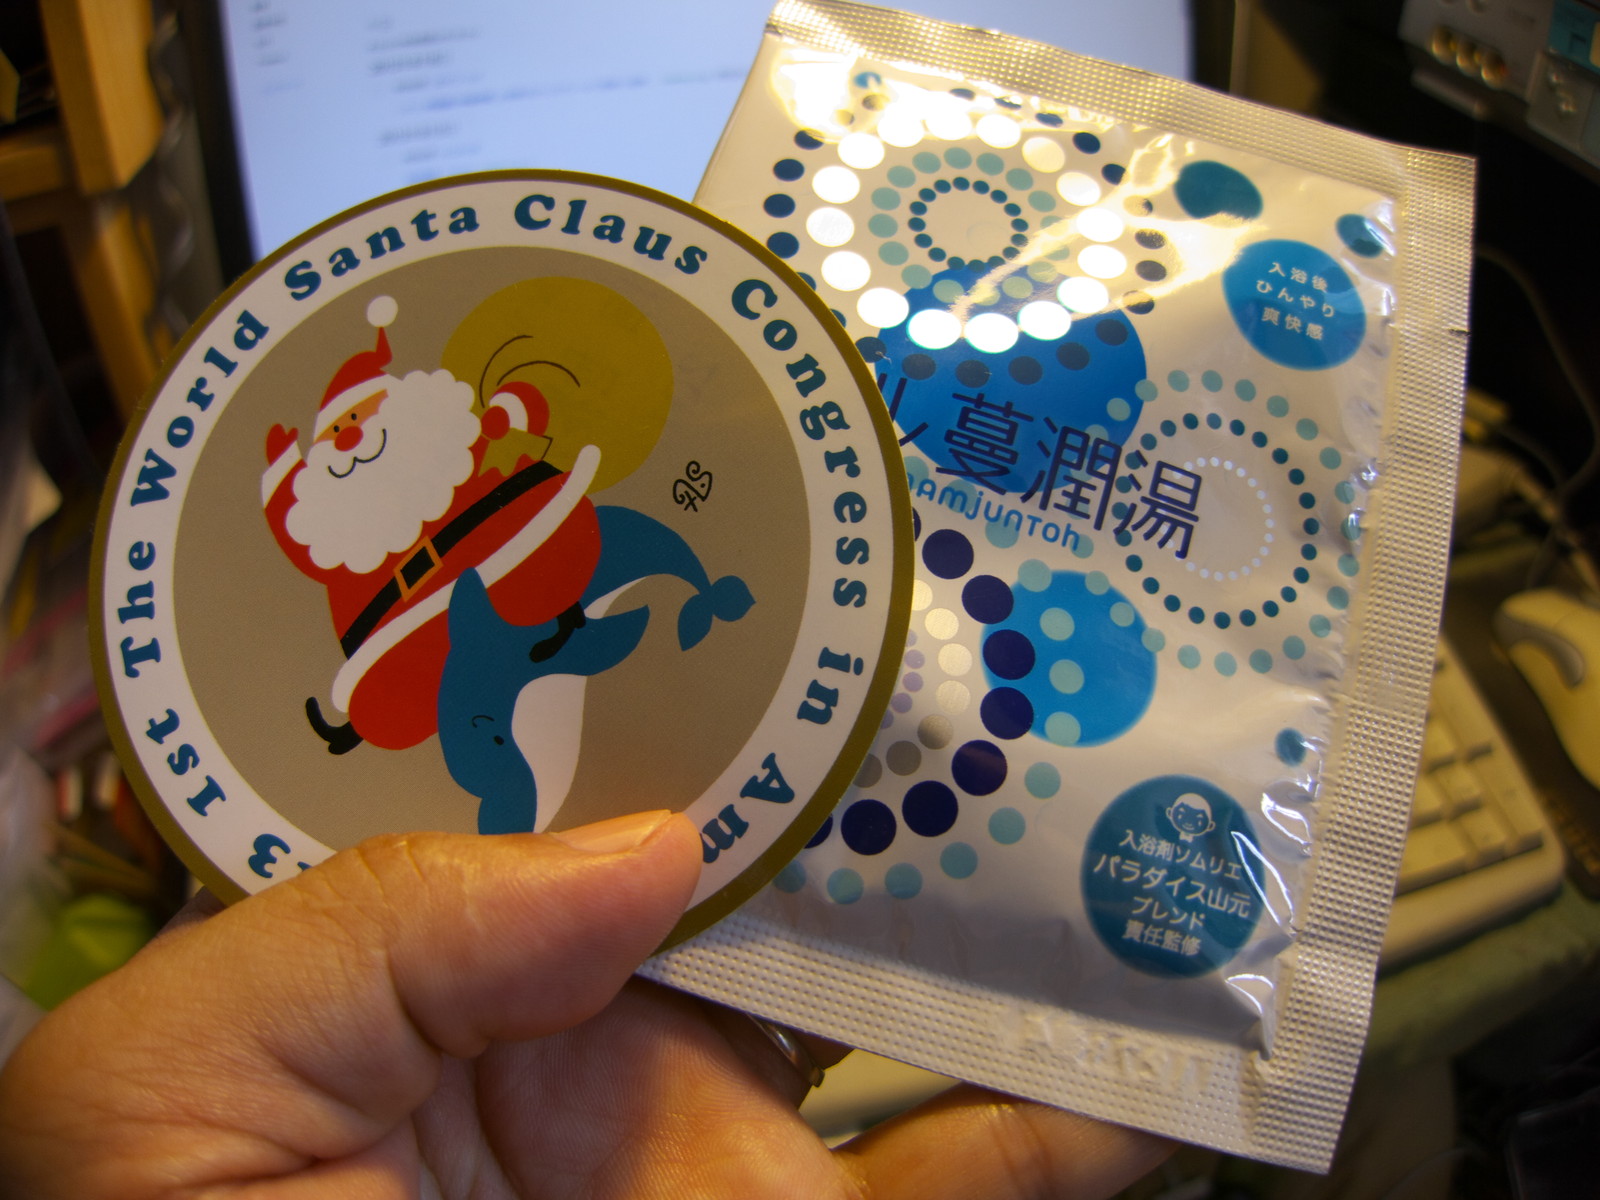 3 1st The World Santa Claus Congress in Am
入浴後
ひんやり
爽快感
蔓潤湯
namjunToh
入浴剤ソムリエ
パラダイス山元
ブレンド
責任監修